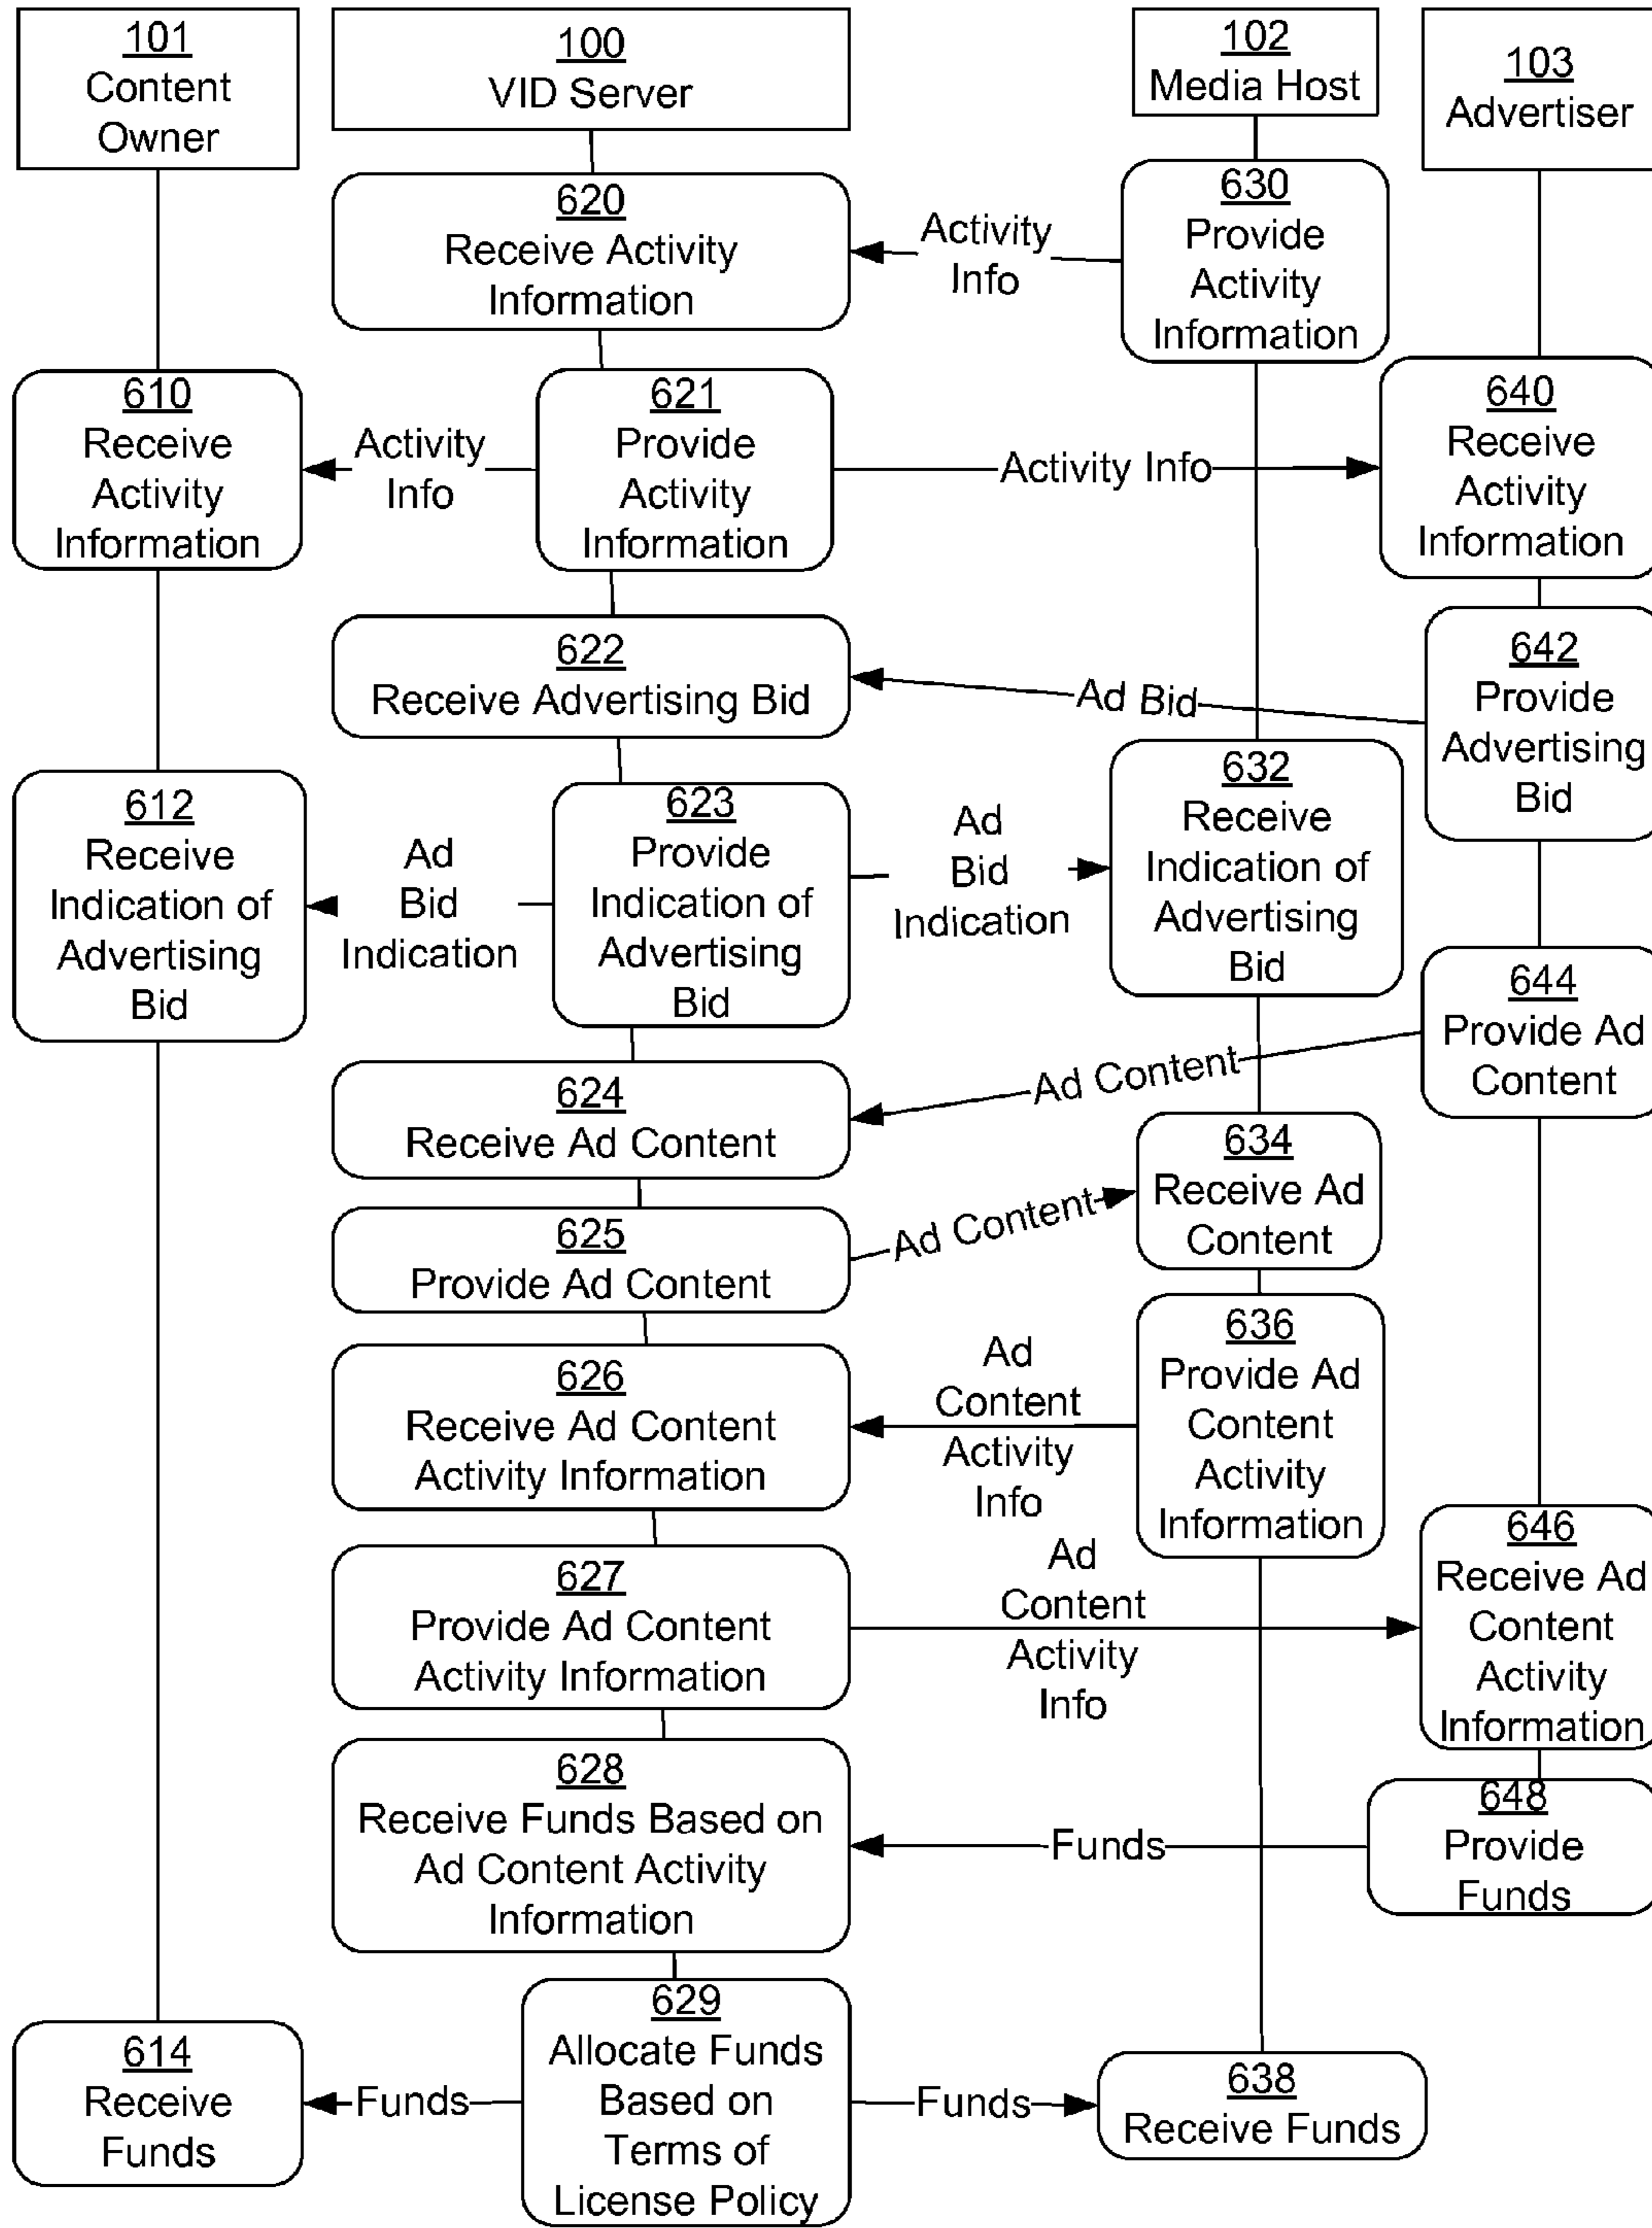 101
Content
Owner
100
VID Server
102
Media Host
103
Advertiser
620
Receive Activity
Information
Activity
Info
630
Provide
Activity
Information
610
Receive
Activity
Information
Activity
Info
621
Provide
Activity
Information
Activity Info
640
Receive
Activity
Information
622
Receive Advertising Bid
Ad Bid
642
Provide
Advertising
Bid
612
Receive
Indication of
Advertising
Bid
Ad
Bid
Indication
623
Provide
Indication of
Advertising
Bid
Ad
Bid
Indication
632
Receive
Indication of
Advertising
Bid
644
Provide Ad
Content
624
Receive Ad Content
Ad Content
634
Receive Ad
Content
625
Provide Ad Content
Ad Content
626
Receive Ad Content
Activity Information
Ad
Content
Activity
Info
636
Provide Ad
Content
Activity
Information
627
Provide Ad Content
Activity Information
Ad
Content
Activity
Info
646
Receive Ad
Content
Activity
Information
628
Receive Funds Based on
Ad Content Activity
Information
Funds
648
Provide
Funds
614
Receive
Funds
Funds
629
Allocate Funds
Based on
Terms of
License Policy
Funds
638
Receive Funds